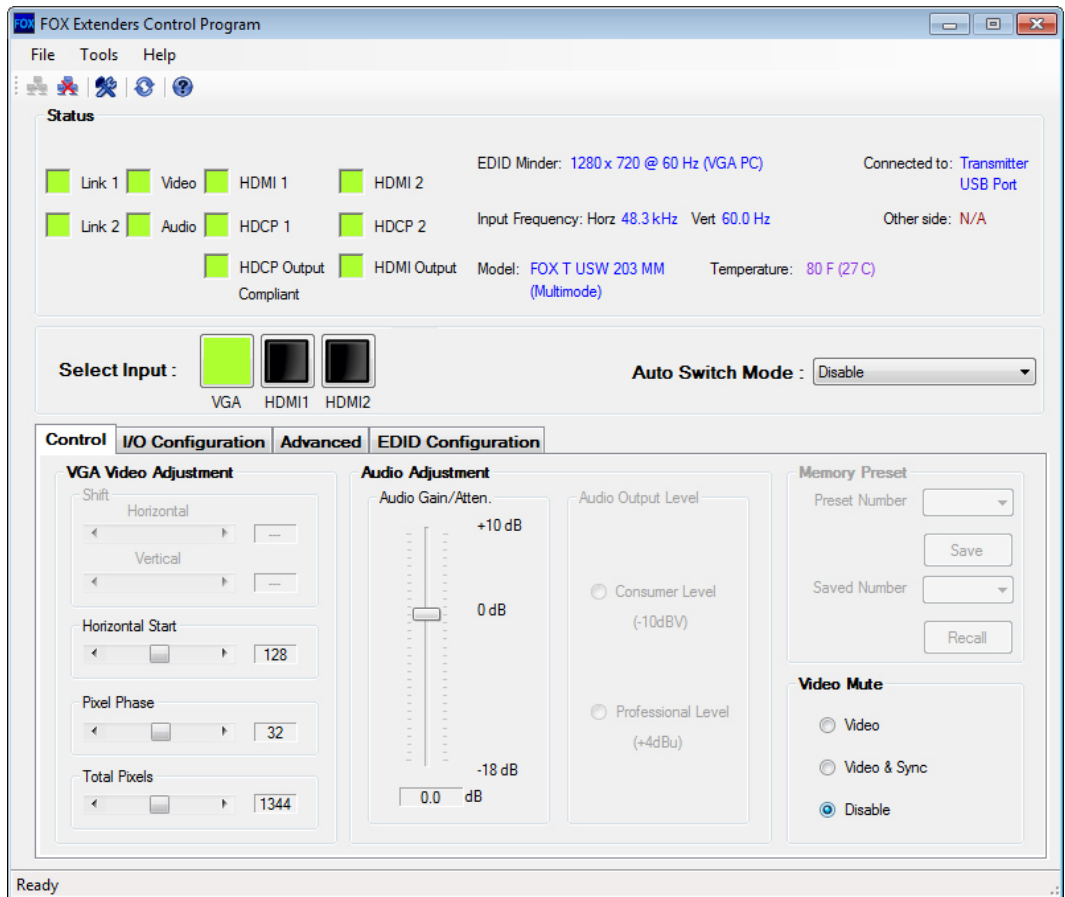 FOX FOX Extenders Control Program
File Tools Help
Status
Link 1 Video HDMI 1 HDMI 2
EDID Minder: 1280 x 720 @ 60 Hz (VGA PC)
Connected to: Transmitter
USB Port
Link 2 Audio HDCP 1 HDCP 2
Input Frequency: Horz 48.3 kHz Vert 60.0 Hz
Other side: N/A
HDCP Output
Compliant
HDMI Output
Model: FOX T USW 203 MM
(Multimode)
Temperature: 80 F (27 C)
Select Input :
VGA HDMI1 HDMI2
Auto Switch Mode : Disable
Control I/O Configuration Advanced EDID Configuration
VGA Video Adjustment
Shift
Horizontal
---
Vertical
---
Horizontal Start
128
Pixel Phase
32
Total Pixels
1344
Audio Adjustment
Audio Gain/Atten.
+10 dB
0 dB
-18 dB
0.0 dB
Audio Output Level
Consumer Level
(-10dBV)
Professional Level
(+4dBu)
Memory Preset
Preset Number
Save
Saved Number
Recall
Video Mute
Video
Video & Sync
Disable
Ready